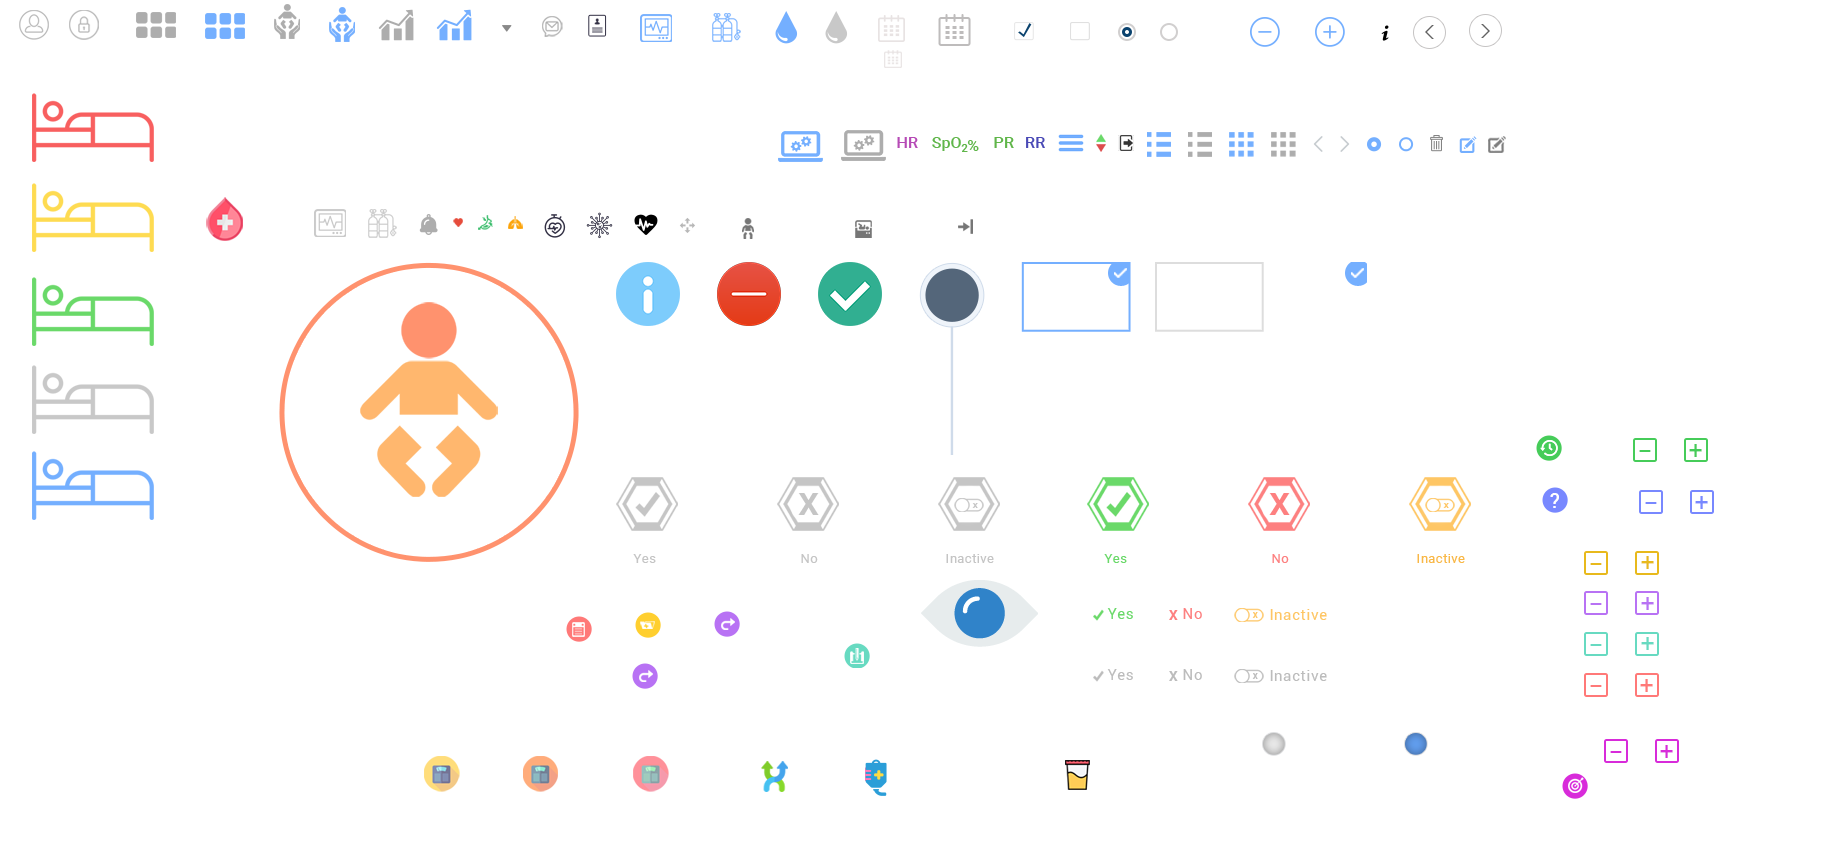 HR SpO₂% PR RR
Yes No Inactive Yes No Inactive
Yes x No x Inactive
Yes x No x Inactive